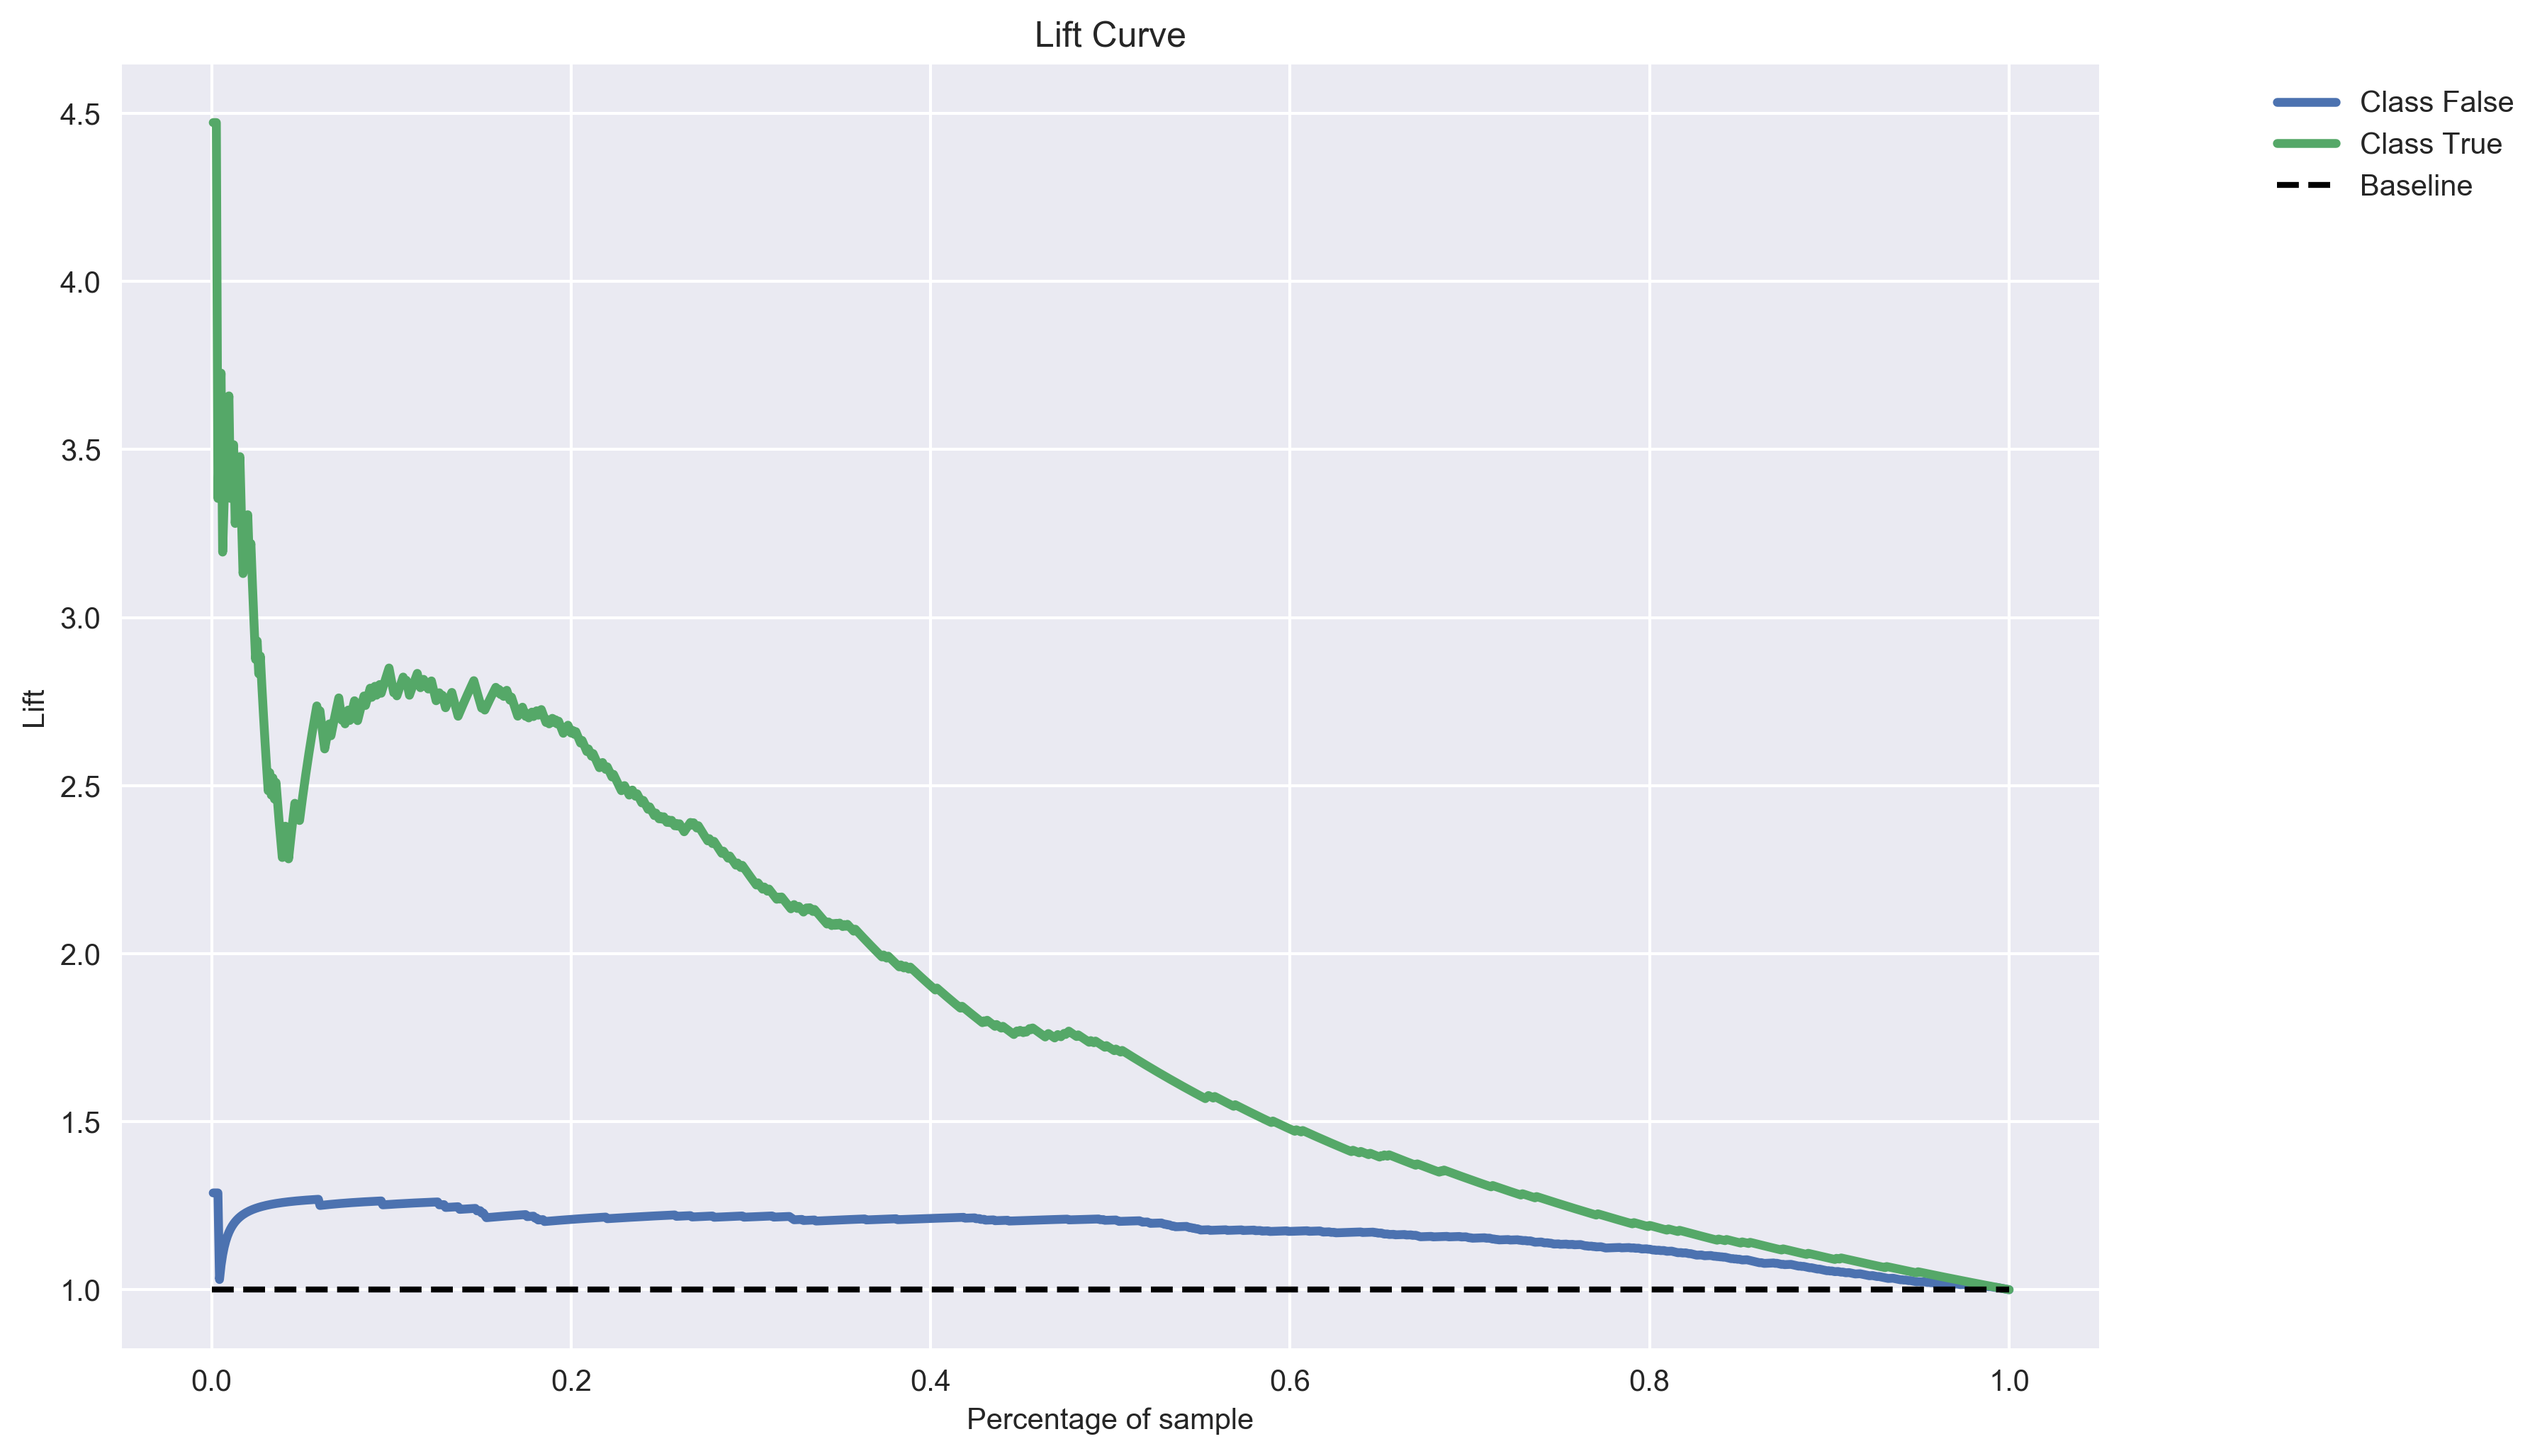 Lift Curve
Class False
Class True
Baseline
4.5
4.0
3.5
3.0
2.5
2.0
1.5
1.0
Lift
0.0 0.2 0.4 0.6 0.8 1.0
Percentage of sample